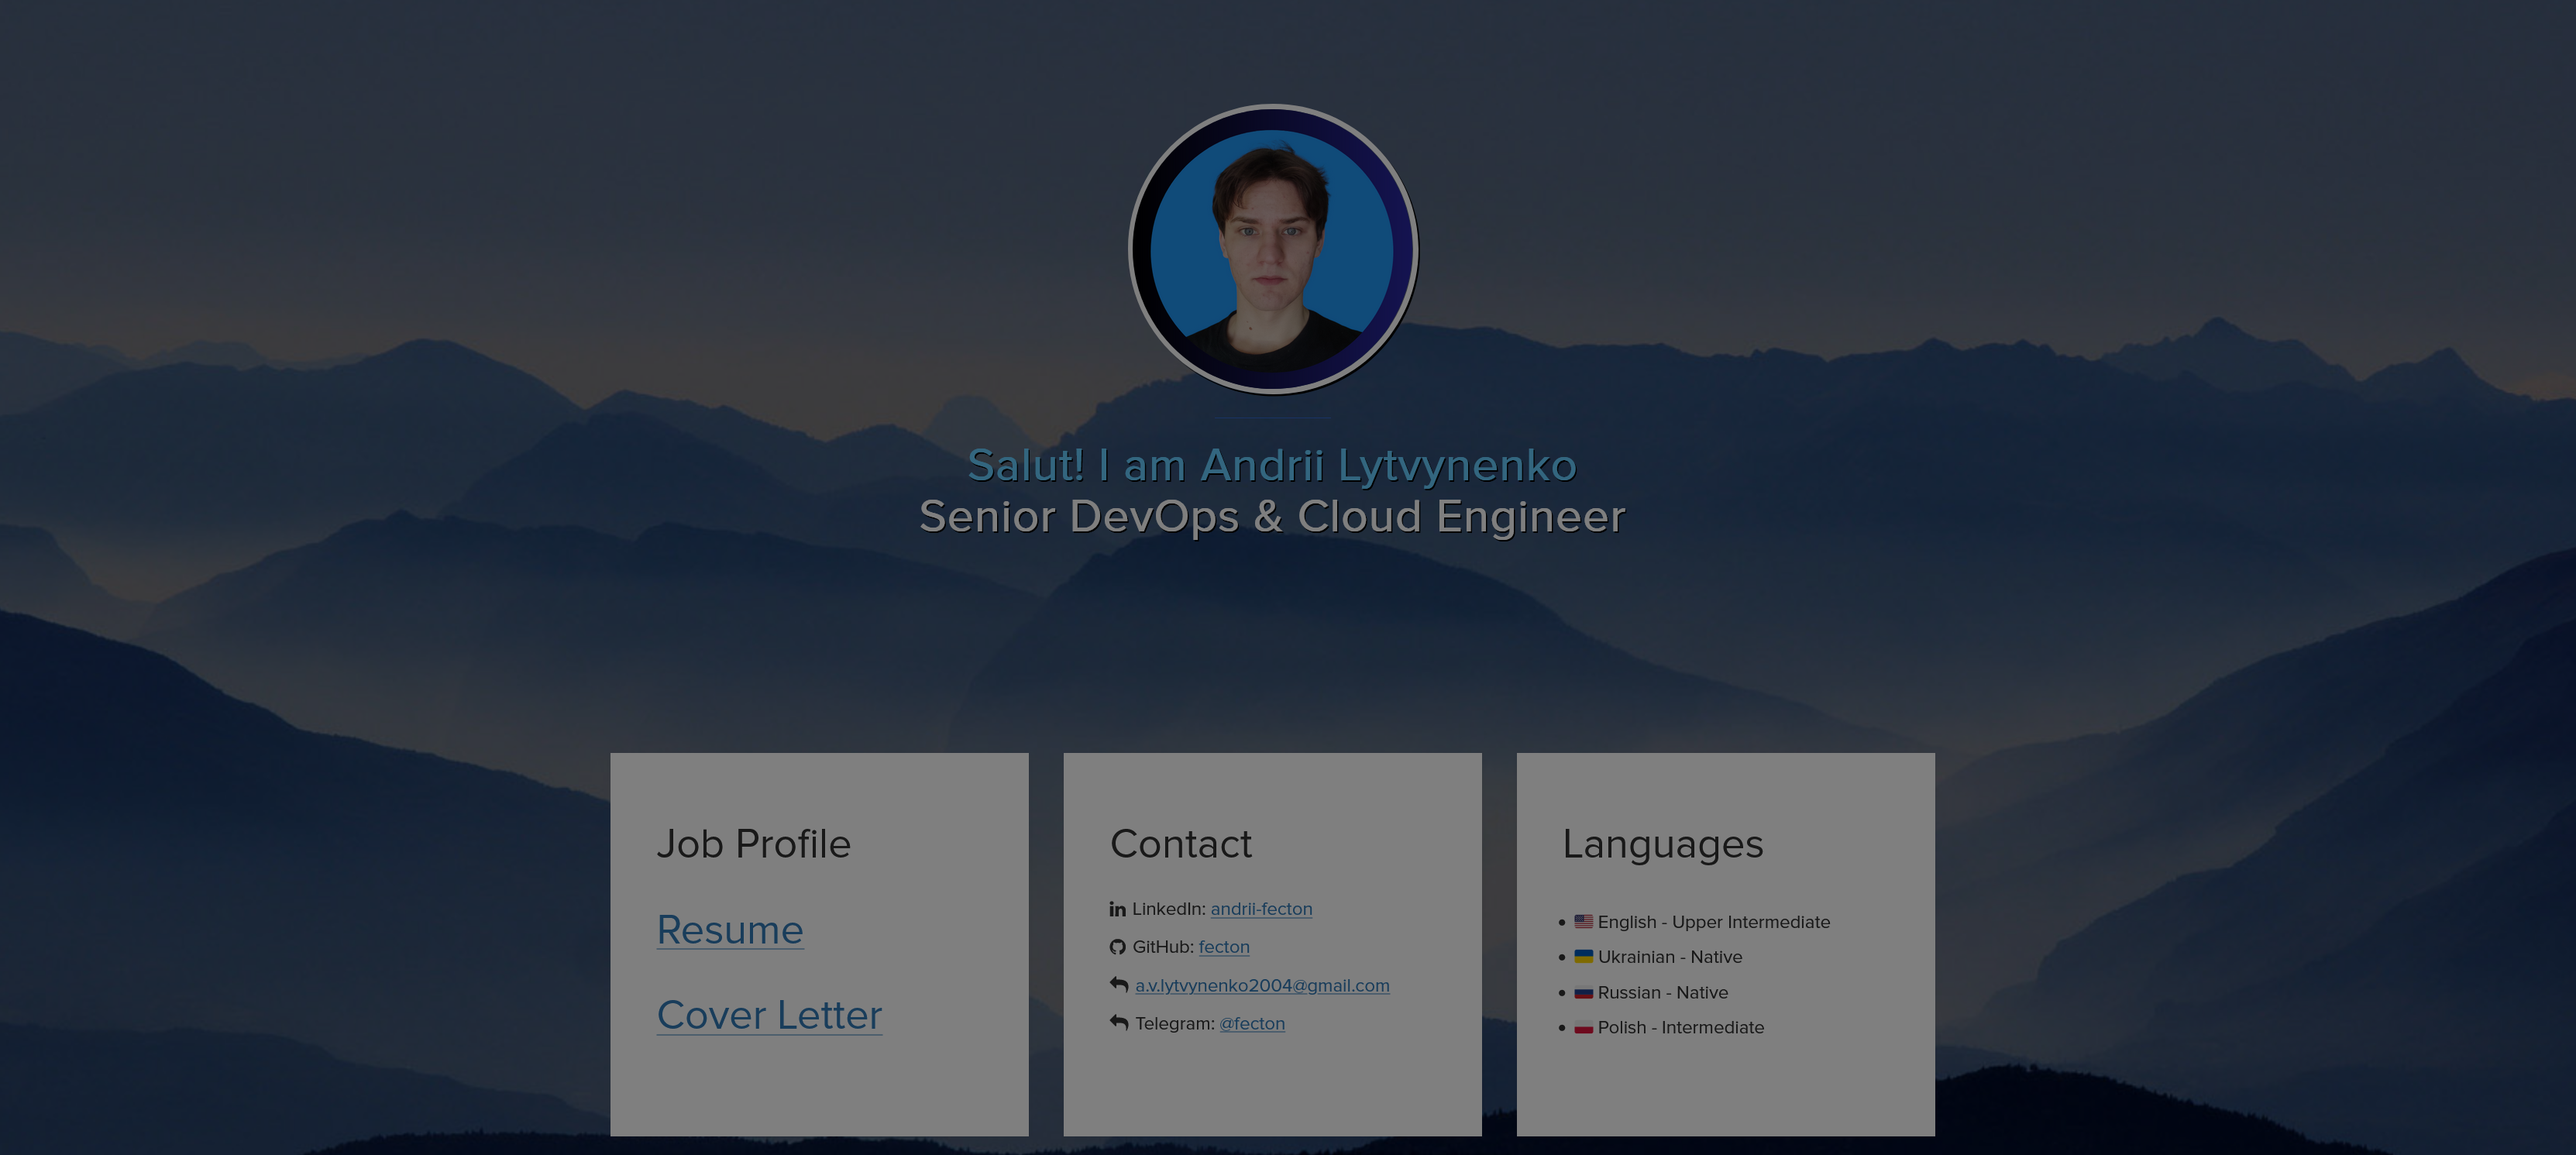 Salut! I am Andrii Lytvynenko
Senior DevOps & Cloud Engineer
Job Profile
Resume
Cover Letter
Contact
LinkedIn: andrii-fecton
GitHub: fecton
a.v.lytvynenko2004@gmail.com
Telegram: @fecton
Languages
English - Upper Intermediate
Ukrainian - Native
Russian - Native
Polish - Intermediate